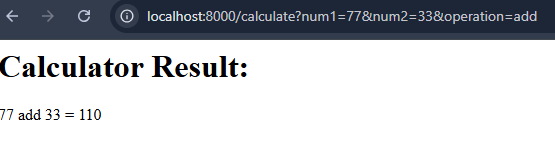 localhost:8000/calculate?num1=77&num2=33&operation=add
Calculator Result:
77 add 33 = 110